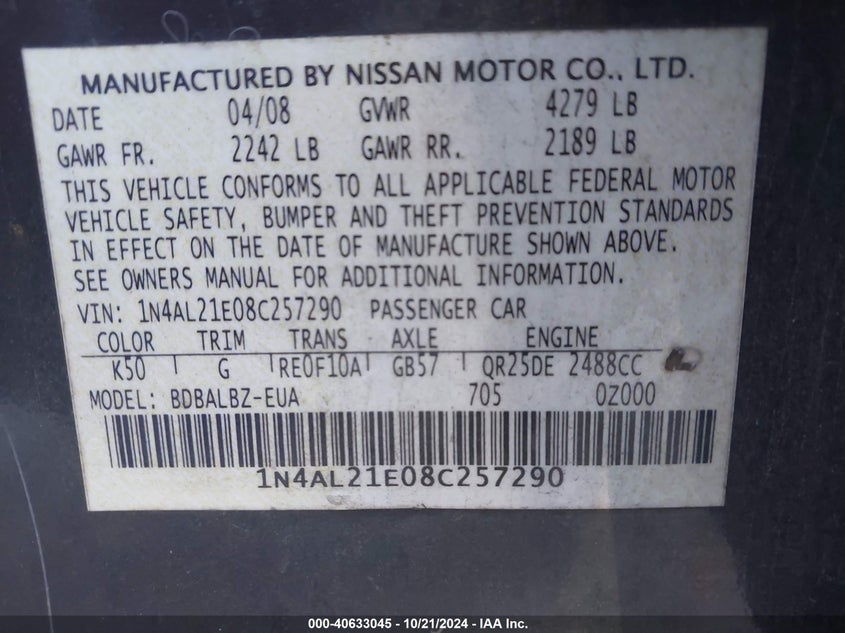 MANUFACTURED BY NISSAN MOTOR CO., LTD.
DATE 04/08 GVWR 4279 LB
GAWR FR. 2242 LB GAWR RR. 2189 LB
THIS VEHICLE CONFORMS TO ALL APPLICABLE FEDERAL MOTOR
VEHICLE SAFETY, BUMPER AND THEFT PREVENTION STANDARDS
IN EFFECT ON THE DATE OF MANUFACTURE SHOWN ABOVE.
SEE OWNERS MANUAL FOR ADDITIONAL INFORMATION.
VIN: 1N4AL21E08C257290 PASSENGER CAR
COLOR TRIM TRANS AXLE ENGINE
K50 G RE0F10A GB57 QR25DE 2488CC
MODEL: BDBALBZ-EUA 705 0Z000
1N4AL21E08C257290
000-40633045 - 10/21/2024 - IAA Inc.